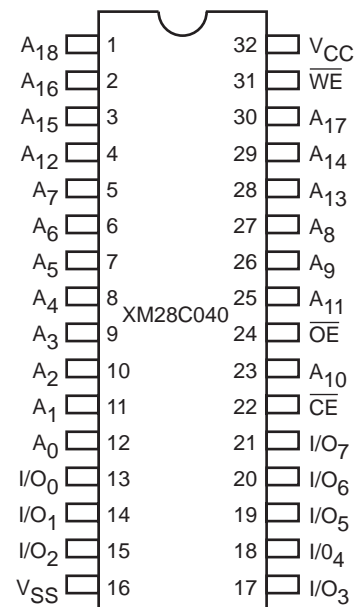 A18 1 32 VCC
A16 2 31 WE
A15 3 30 A17
A12 4 29 A14
A7 5 28 A13
A6 6 27 A8
A5 7 26 A9
A4 8 25 A11
XM28C040
A3 9 24 OE
A2 10 23 A10
A1 11 22 CE
A0 12 21 I/O7
I/O0 13 20 I/O6
I/O1 14 19 I/O5
I/O2 15 18 I/04
VSS 16 17 I/O3